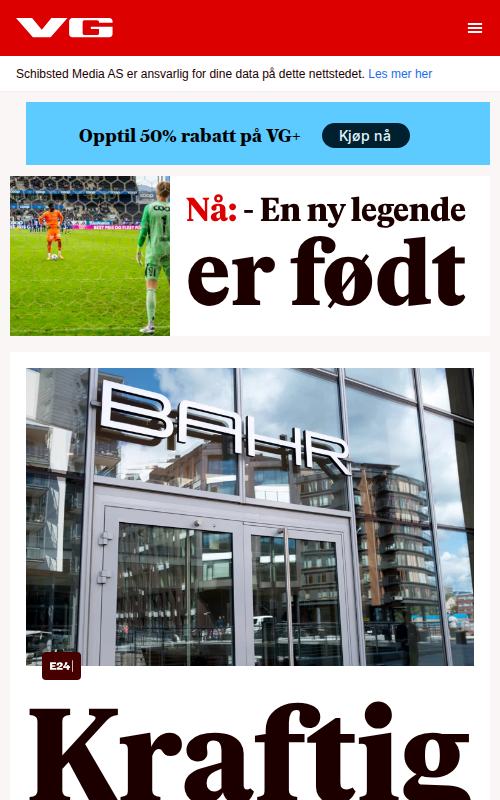 VG
Schibsted Media AS er ansvarlig for dine data på dette nettstedet. Les mer her
Opptil 50% rabatt på VG+ Kjøp nå
Nå: - En ny legende
er født
BAHR
E24
Kraftig